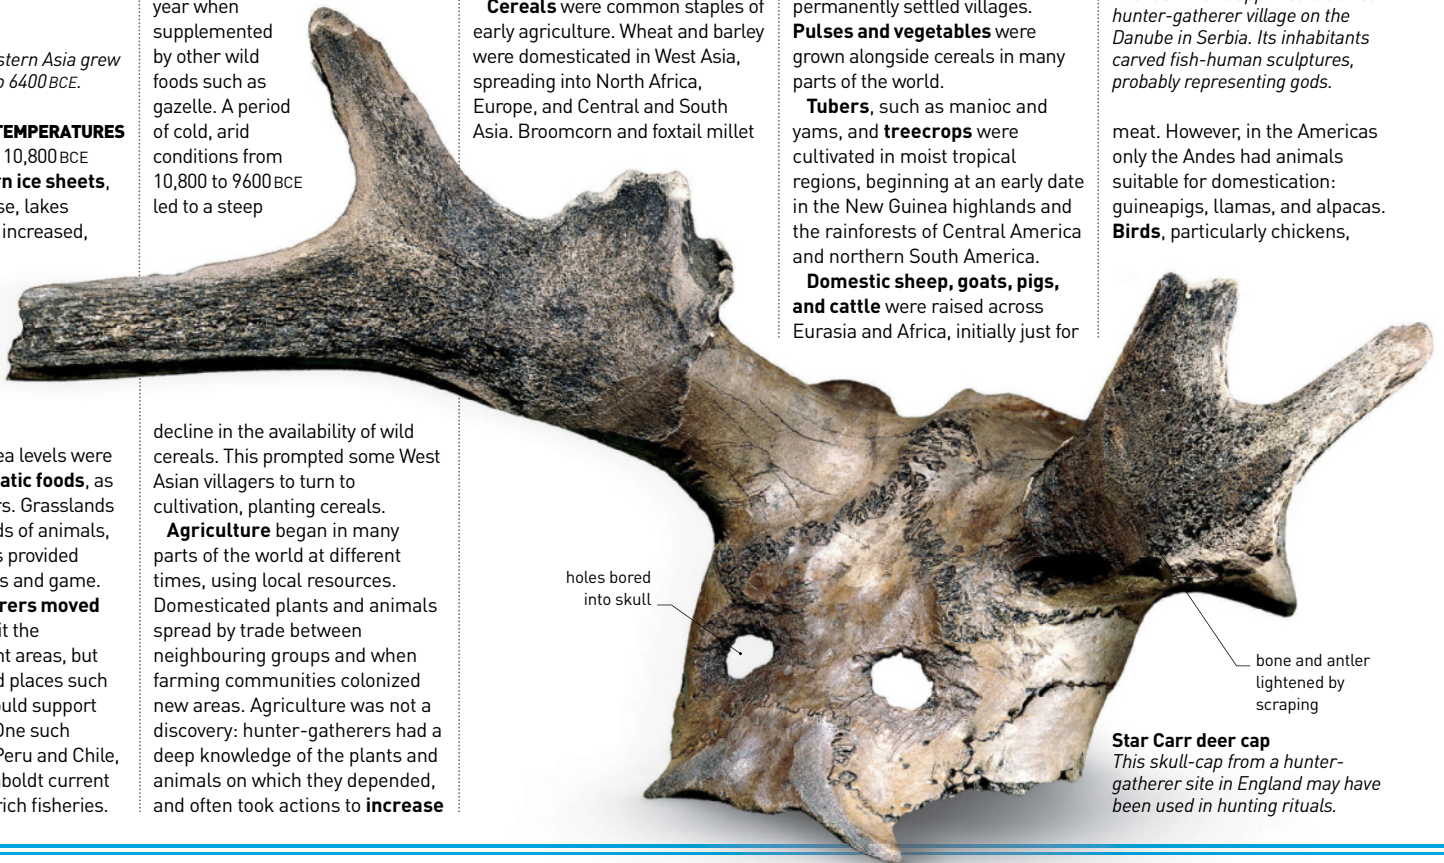 stern Asia grew
o 6400 BCE.
TEMPERATURES
10,800 BCE
rn ice sheets,
se, lakes
increased,
ea levels were
atic foods, as
rs. Grasslands
ds of animals,
s provided
s and game.
rers moved
it the
nt areas, but
d places such
ould support
One such
Peru and Chile,
boldt current
rich fisheries.
year when
supplemented
by other wild
foods such as
gazelle. A period
of cold, arid
conditions from
10,800 to 9600 BCE
led to a steep
decline in the availability of wild
cereals. This prompted some West
Asian villagers to turn to
cultivation, planting cereals.
Agriculture began in many
parts of the world at different
times, using local resources.
Domesticated plants and animals
spread by trade between
neighbouring groups and when
farming communities colonized
new areas. Agriculture was not a
discovery: hunter-gatherers had a
deep knowledge of the plants and
animals on which they depended,
and often took actions to increase
Cereals were common staples of
early agriculture. Wheat and barley
were domesticated in West Asia,
spreading into North Africa,
Europe, and Central and South
Asia. Broomcorn and foxtail millet
permanently settled villages.
Pulses and vegetables were
grown alongside cereals in many
parts of the world.
Tubers, such as manioc and
yams, and treecrops were
cultivated in moist tropical
regions, beginning at an early date
in the New Guinea highlands and
the rainforests of Central America
and northern South America.
Domestic sheep, goats, pigs,
and cattle were raised across
Eurasia and Africa, initially just for
hunter-gatherer village on the
Danube in Serbia. Its inhabitants
carved fish-human sculptures,
probably representing gods.
meat. However, in the Americas
only the Andes had animals
suitable for domestication:
guineapigs, llamas, and alpacas.
Birds, particularly chickens,
holes bored
into skull
bone and antler
lightened by
scraping
Star Carr deer cap
This skull-cap from a hunter-
gatherer site in England may have
been used in hunting rituals.